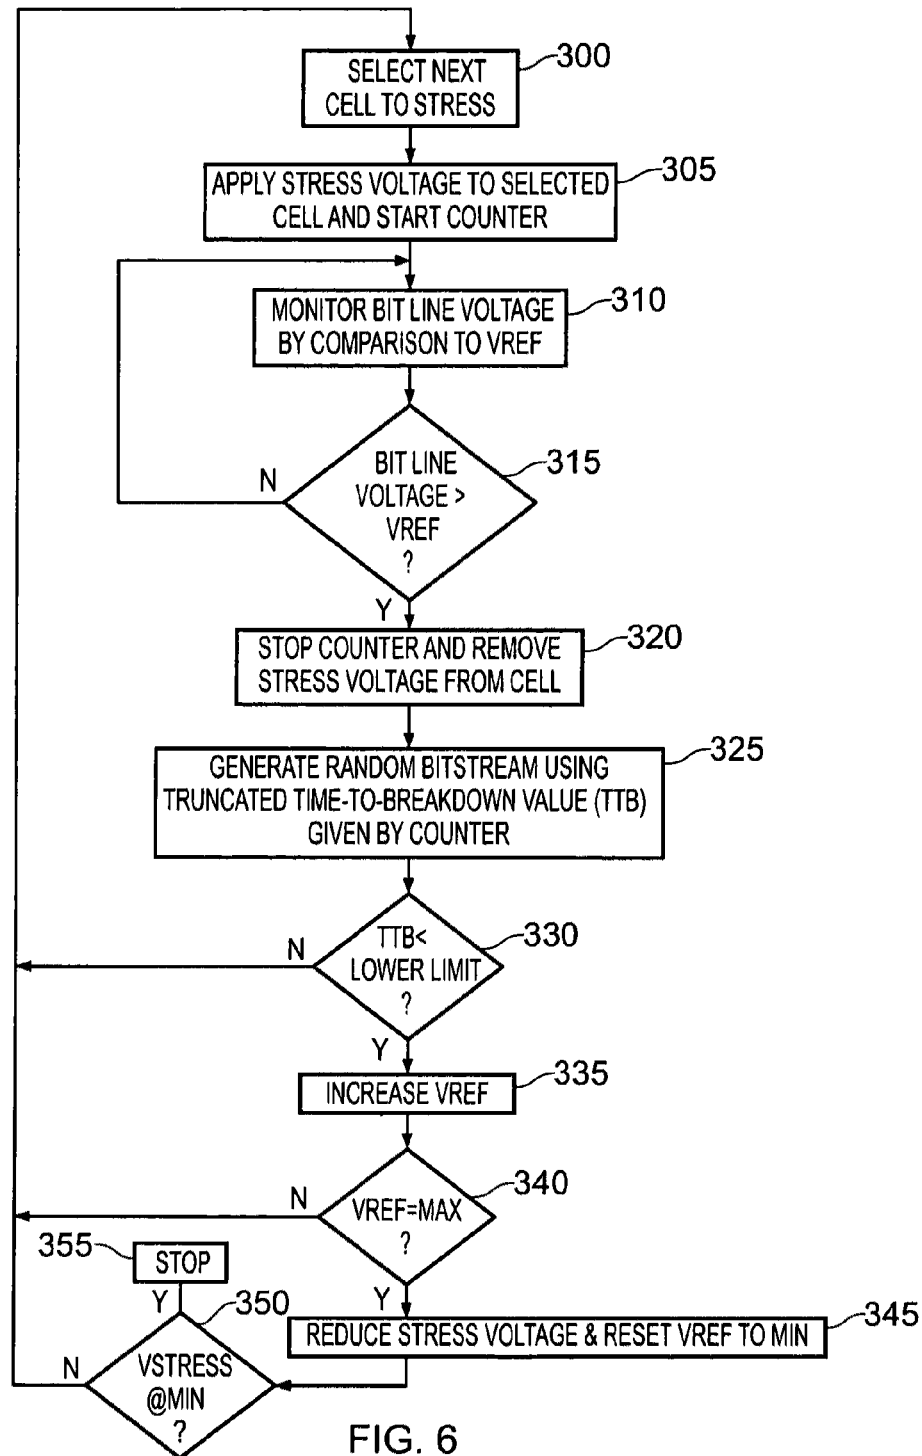 SELECT NEXT
CELL TO STRESS
300
APPLY STRESS VOLTAGE TO SELECTED
CELL AND START COUNTER
305
MONITOR BIT LINE VOLTAGE
BY COMPARISON TO VREF
310
BIT LINE
VOLTAGE >
VREF
?
315
N
Y
STOP COUNTER AND REMOVE
STRESS VOLTAGE FROM CELL
320
GENERATE RANDOM BITSTREAM USING
TRUNCATED TIME-TO-BREAKDOWN VALUE (TTB)
GIVEN BY COUNTER
325
TTB<
LOWER LIMIT
?
330
N
Y
INCREASE VREF
335
VREF=MAX
?
340
N
Y
REDUCE STRESS VOLTAGE & RESET VREF TO MIN
345
355
STOP
Y
350
N
VSTRESS
@MIN
?
FIG. 6